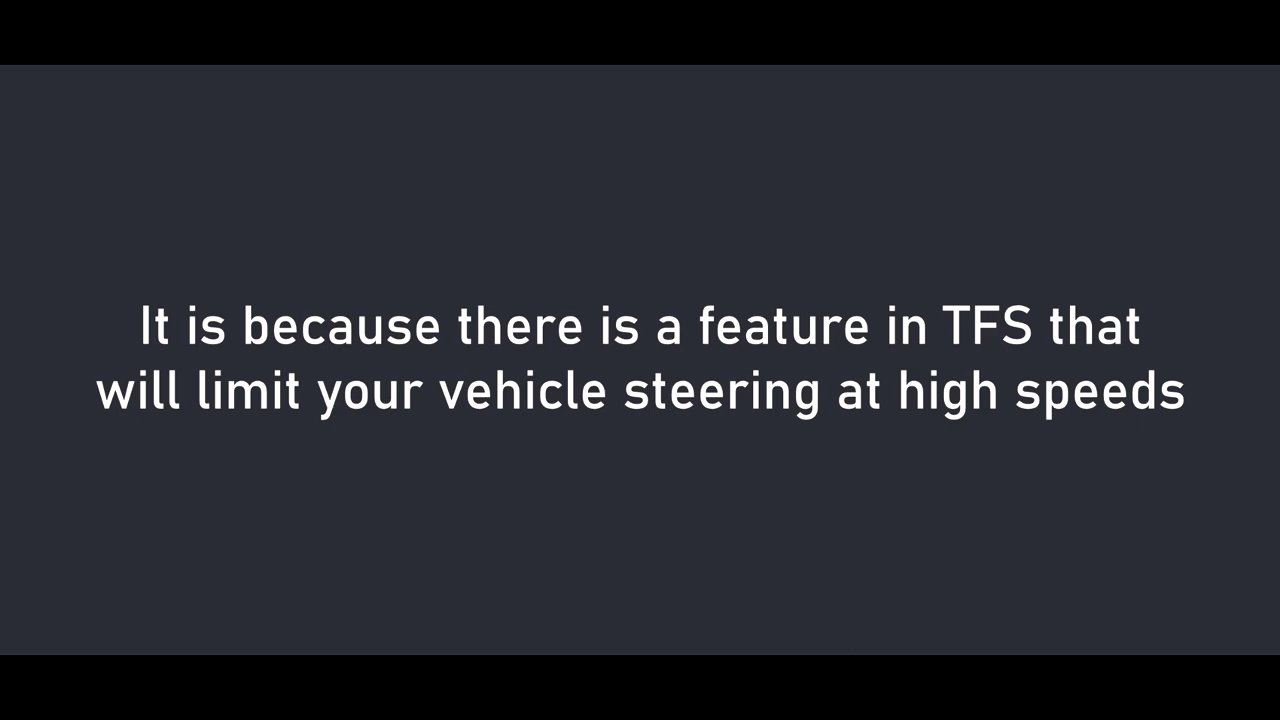 It is because there is a feature in TFS that
will limit your vehicle steering at high speeds